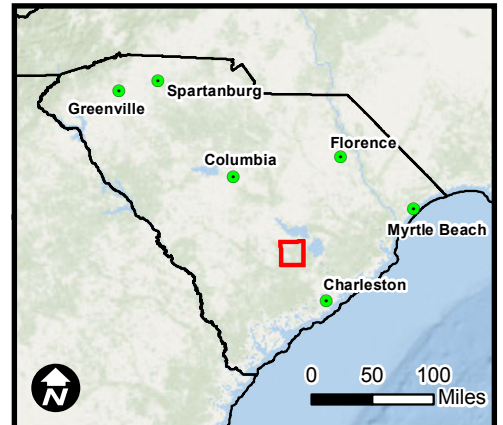 Spartanburg
Greenville
Florence
Columbia
Myrtle Beach
Charleston
N
0 50 100
Miles